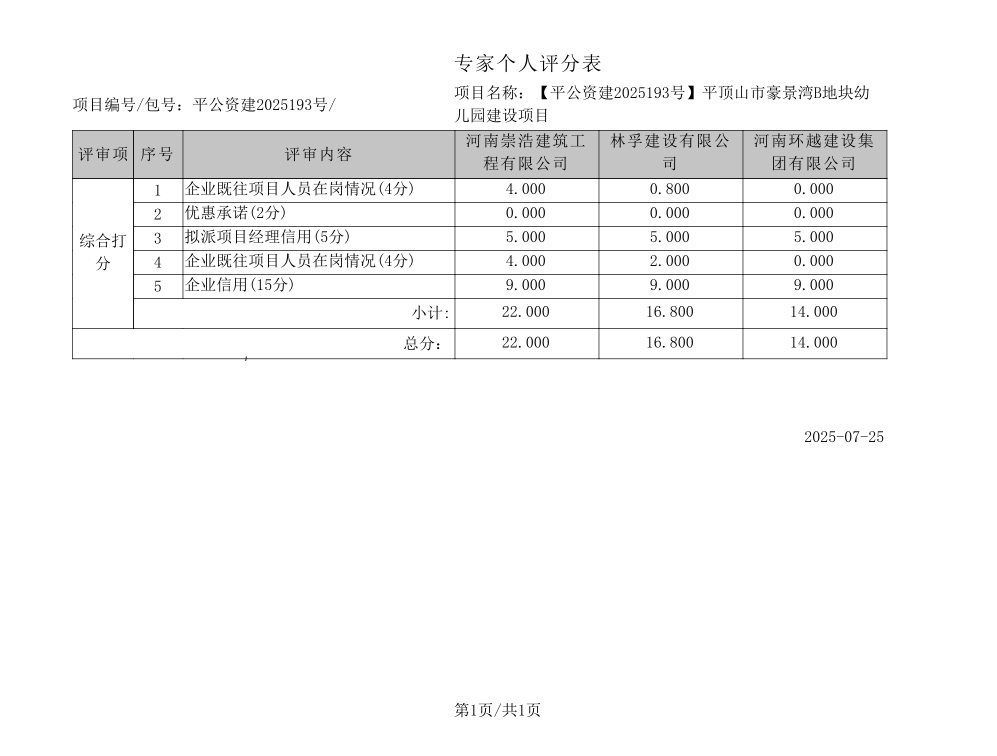 专家个人评分表
项目编号/包号：平公资建2025193号/
项目名称：【平公资建2025193号】平顶山市豪景湾B地块幼
儿园建设项目
评审项 序号 评审内容 河南崇浩建筑工程有限公司 林孚建设有限公司 河南环越建设集团有限公司
综合打分
1 企业既往项目人员在岗情况(4分) 4.000 0.800 0.000
2 优惠承诺(2分) 0.000 0.000 0.000
3 拟派项目经理信用(5分) 5.000 5.000 5.000
4 企业既往项目人员在岗情况(4分) 4.000 2.000 0.000
5 企业信用(15分) 9.000 9.000 9.000
小计: 22.000 16.800 14.000
总分： 22.000 16.800 14.000
2025-07-25
第1页/共1页